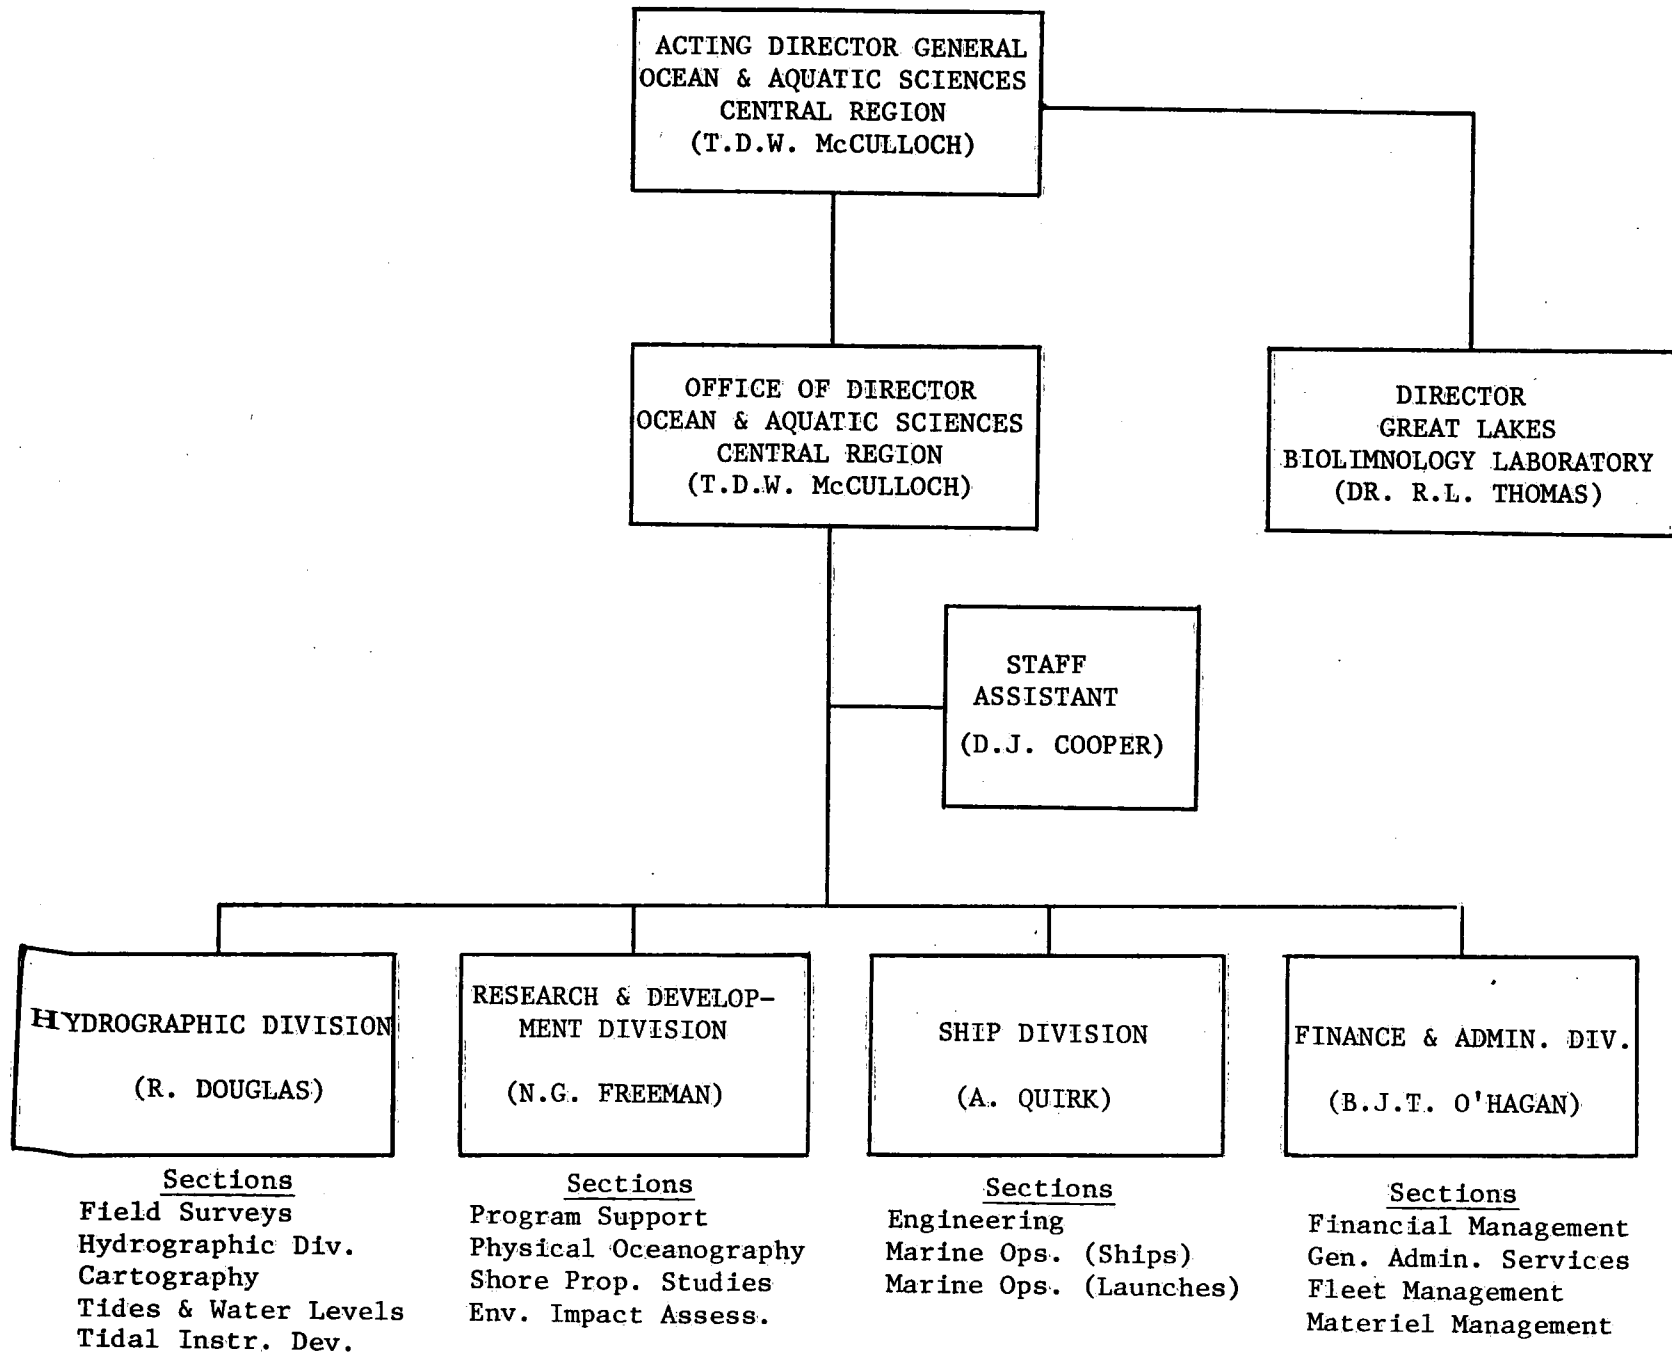 ACTING DIRECTOR GENERAL
OCEAN & AQUATIC SCIENCES
CENTRAL REGION
(T.D.W. McCULLOCH)
OFFICE OF DIRECTOR
OCEAN & AQUATIC SCIENCES
CENTRAL REGION
(T.D.W. McCULLOCH)
DIRECTOR
GREAT LAKES
BIOLIMNOLOGY LABORATORY
(DR. R.L. THOMAS)
STAFF
ASSISTANT
(D.J. COOPER)
HYDROGRAPHIC DIVISION
(R. DOUGLAS)
Sections
Field Surveys
Hydrographic Div.
Cartography
Tides & Water Levels
Tidal Instr. Dev.
RESEARCH & DEVELOP-
MENT DIVISION
(N.G. FREEMAN)
Sections
Program Support
Physical Oceanography
Shore Prop. Studies
Env. Impact Assess.
SHIP DIVISION
(A. QUIRK)
Sections
Engineering
Marine Ops. (Ships)
Marine Ops. (Launches)
FINANCE & ADMIN. DIV.
(B.J.T. O'HAGAN)
Sections
Financial Management
Gen. Admin. Services
Fleet Management
Materiel Management